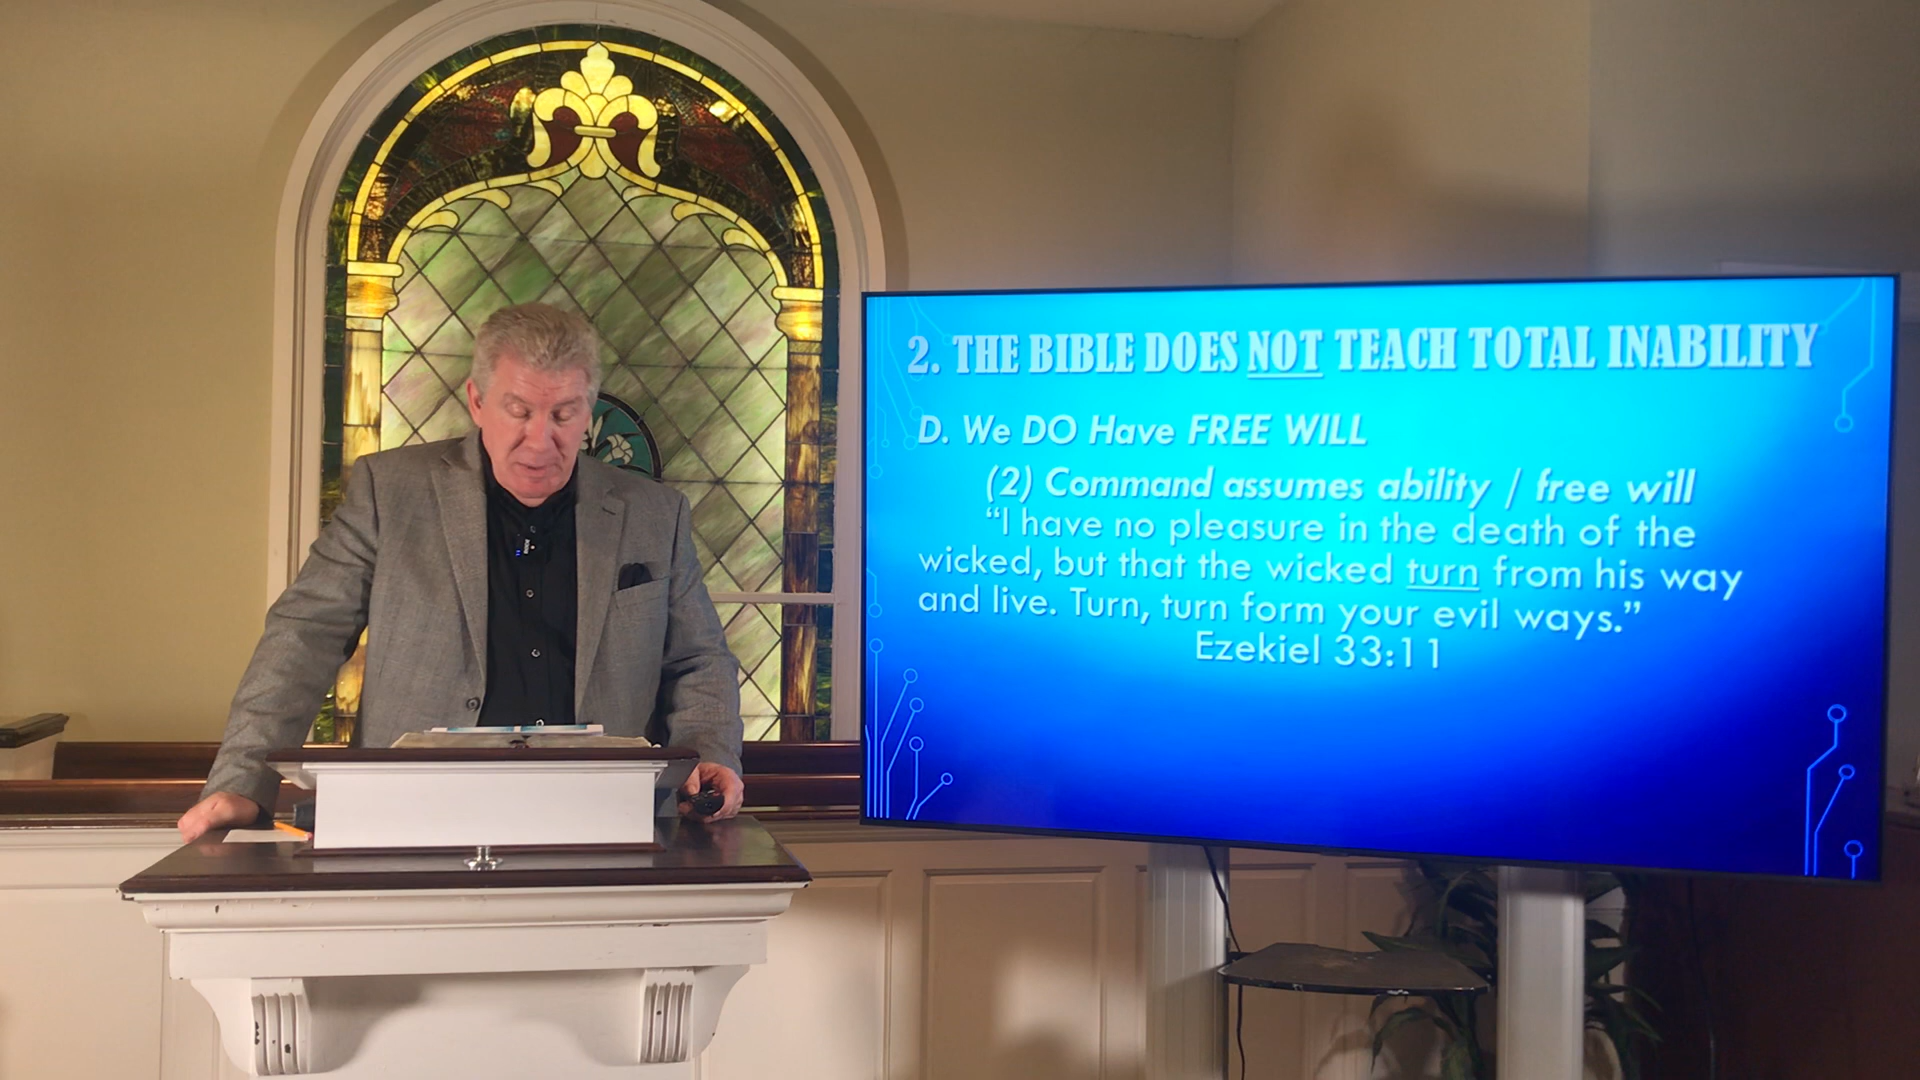 2. THE BIBLE DOES NOT TEACH TOTAL INABILITY
D. We DO Have FREE WILL
(2) Command assumes ability / free will
“I have no pleasure in the death of the
wicked, but that the wicked turn from his way
and live. Turn, turn form your evil ways.”
Ezekiel 33:11